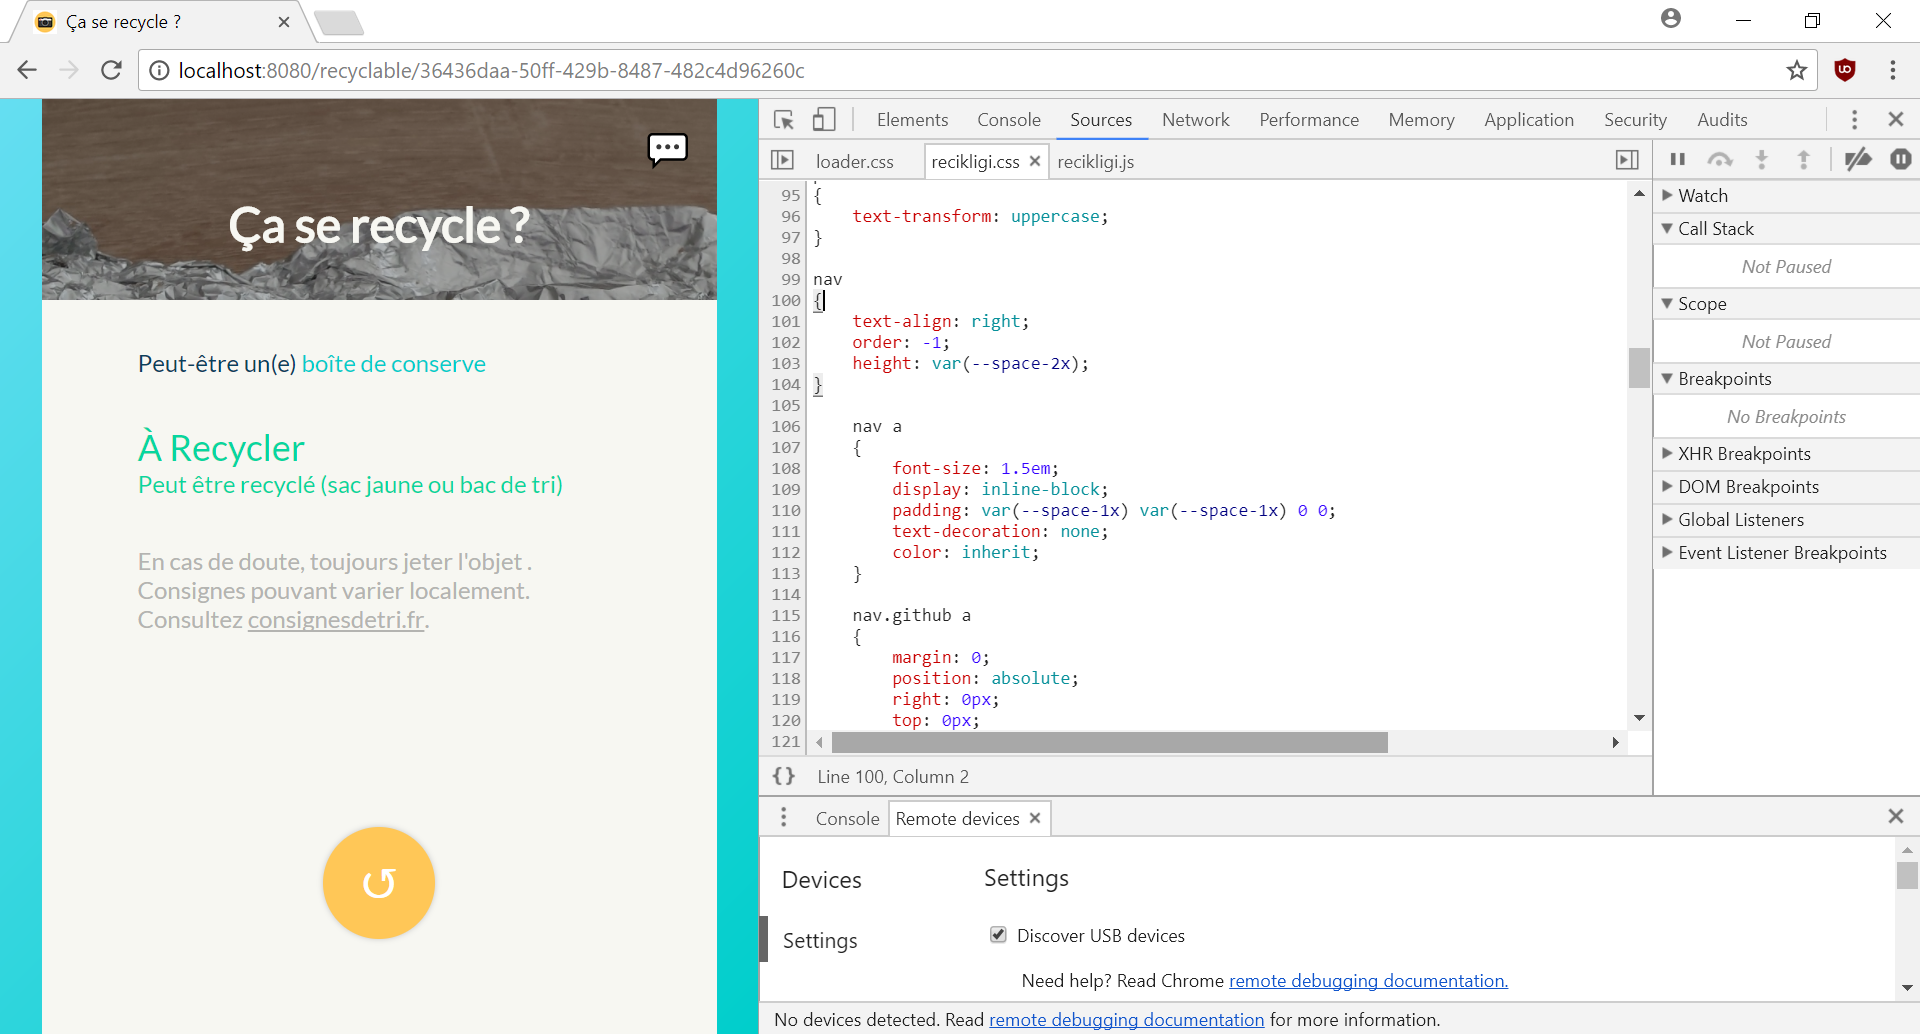 Ça se recycle ?
localhost:8080/recyclable/36436daa-50ff-429b-8487-482c4d96260c
Ça se recycle ?
Peut-être un(e) boîte de conserve
À Recycler
Peut être recyclé (sac jaune ou bac de tri)
En cas de doute, toujours jeter l'objet .
Consignes pouvant varier localement.
Consultez consignesdetri.fr.
Elements Console Sources Network Performance Memory Application Security Audits
loader.css recikligi.css recikligi.js
95 {
96 text-transform: uppercase;
97 }
98
99 nav
100 {
101 text-align: right;
102 order: -1;
103 height: var(--space-2x);
104 }
105
106 nav a
107 {
108 font-size: 1.5em;
109 display: inline-block;
110 padding: var(--space-1x) var(--space-1x) 0 0;
111 text-decoration: none;
112 color: inherit;
113 }
114
115 nav.github a
116 {
117 margin: 0;
118 position: absolute;
119 right: 0px;
120 top: 0px;
121
{} Line 100, Column 2
Watch
Call Stack
Not Paused
Scope
Not Paused
Breakpoints
No Breakpoints
XHR Breakpoints
DOM Breakpoints
Global Listeners
Event Listener Breakpoints
Console Remote devices
Devices
Settings
Settings
Discover USB devices
Need help? Read Chrome remote debugging documentation.
No devices detected. Read remote debugging documentation for more information.